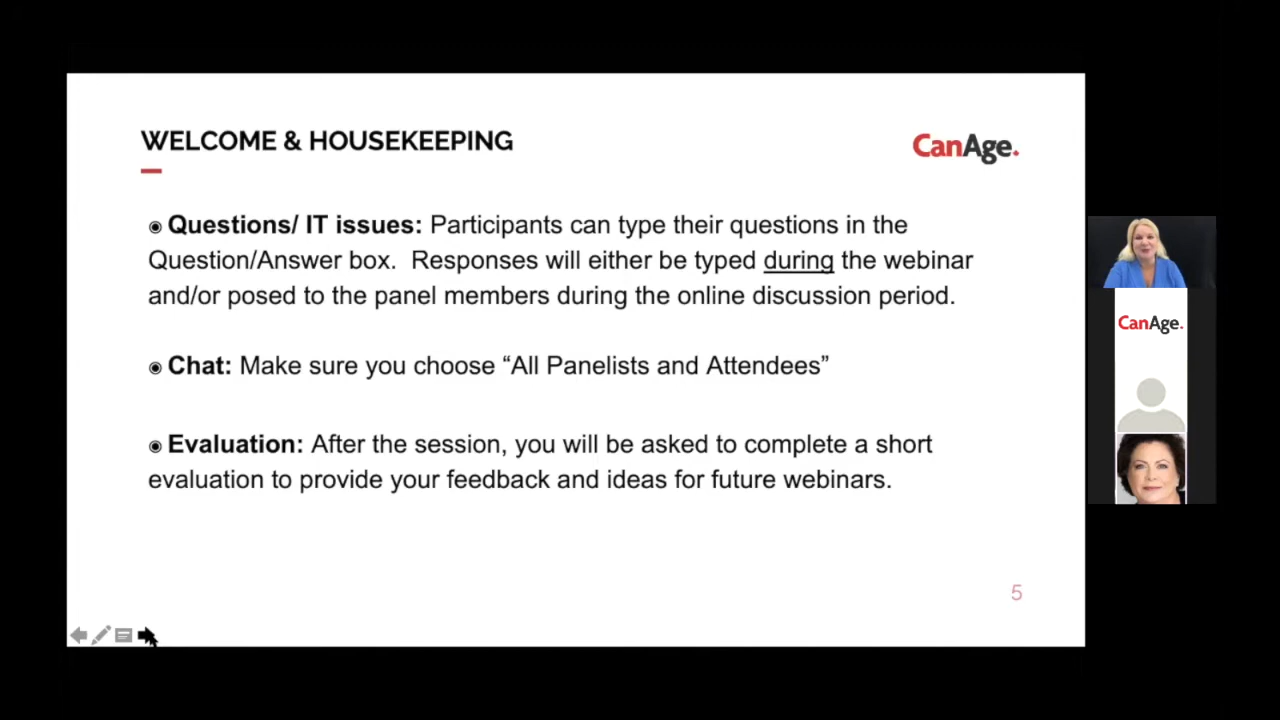 WELCOME & HOUSEKEEPING
CanAge.
◉ Questions/ IT issues: Participants can type their questions in the
Question/Answer box.  Responses will either be typed during the webinar
and/or posed to the panel members during the online discussion period.
◉ Chat: Make sure you choose “All Panelists and Attendees”
◉ Evaluation: After the session, you will be asked to complete a short
evaluation to provide your feedback and ideas for future webinars.
5
CanAge.